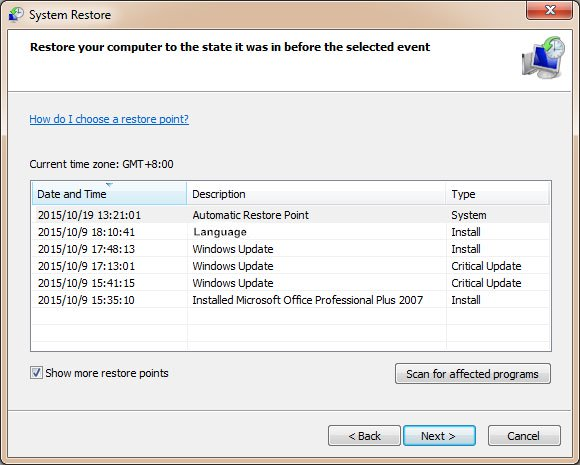 System Restore
Restore your computer to the state it was in before the selected event
How do I choose a restore point?
Current time zone: GMT+8:00
Date and Time Description Type
2015/10/19 13:21:01 Automatic Restore Point System
2015/10/9 18:10:41 Language Install
2015/10/9 17:48:13 Windows Update Install
2015/10/9 17:13:01 Windows Update Critical Update
2015/10/9 15:41:15 Windows Update Critical Update
2015/10/9 15:35:10 Installed Microsoft Office Professional Plus 2007 Install
Show more restore points Scan for affected programs
< Back Next > Cancel